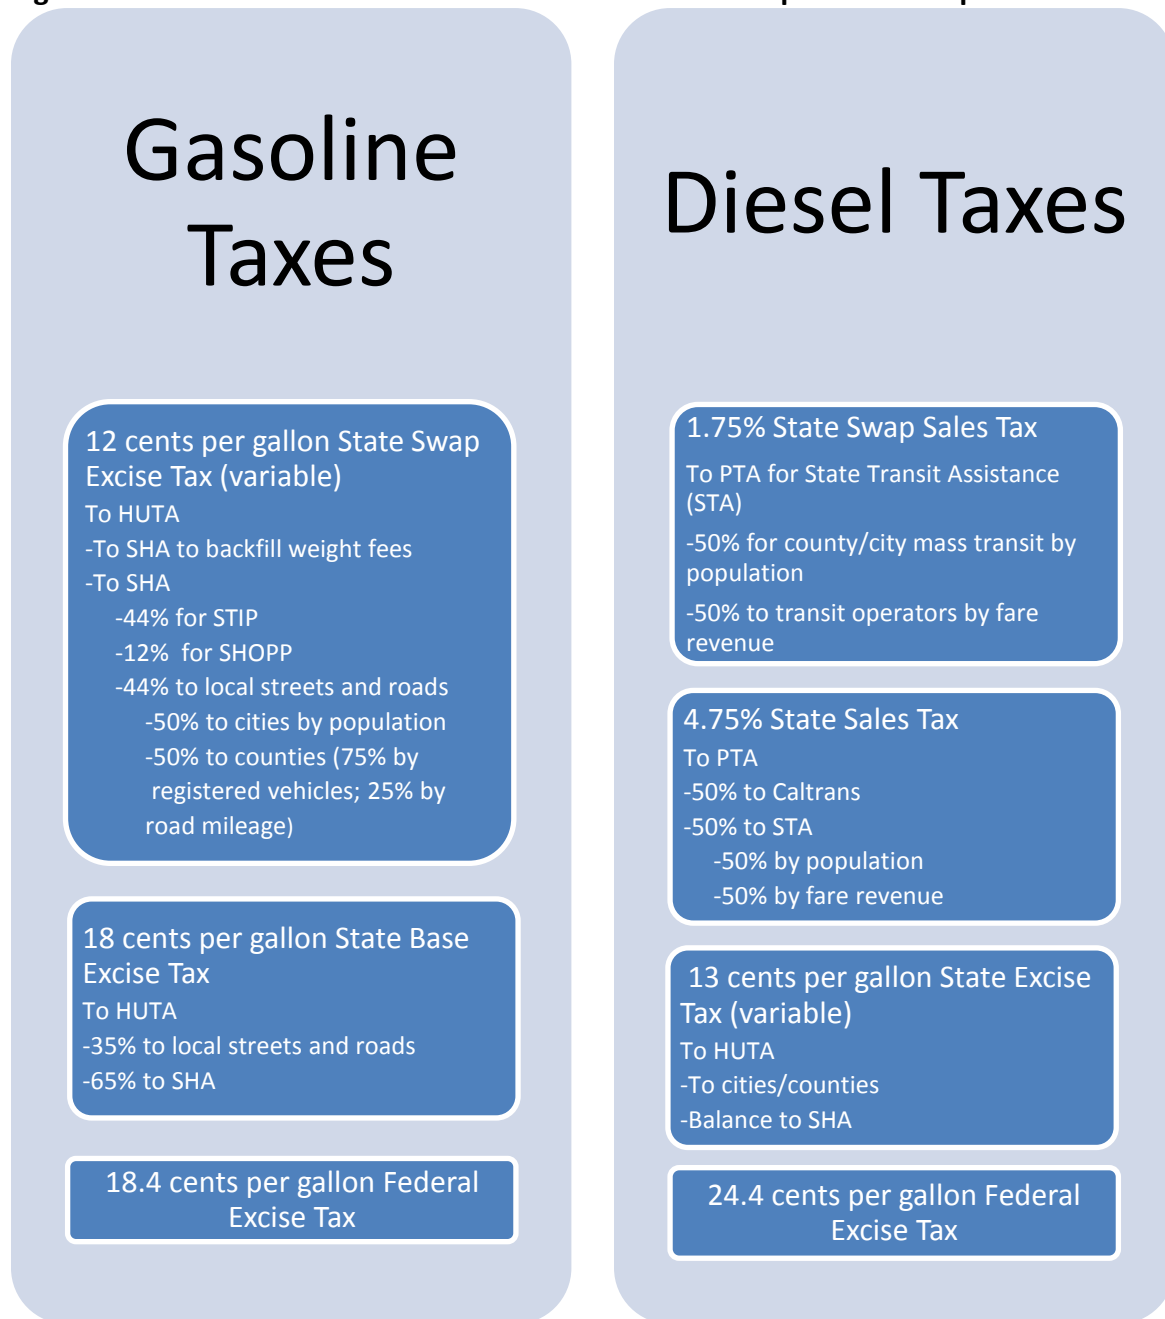 Gasoline
Taxes
12 cents per gallon State Swap
Excise Tax (variable)
To HUTA
-To SHA to backfill weight fees
-To SHA
-44% for STIP
-12%  for SHOPP
-44% to local streets and roads
-50% to cities by population
-50% to counties (75% by
registered vehicles; 25% by
road mileage)
18 cents per gallon State Base
Excise Tax
To HUTA
-35% to local streets and roads
-65% to SHA
18.4 cents per gallon Federal
Excise Tax
Diesel Taxes
1.75% State Swap Sales Tax
To PTA for State Transit Assistance
(STA)
-50% for county/city mass transit by
population
-50% to transit operators by fare
revenue
4.75% State Sales Tax
To PTA
-50% to Caltrans
-50% to STA
-50% by population
-50% by fare revenue
13 cents per gallon State Excise
Tax (variable)
To HUTA
-To cities/counties
-Balance to SHA
24.4 cents per gallon Federal
Excise Tax